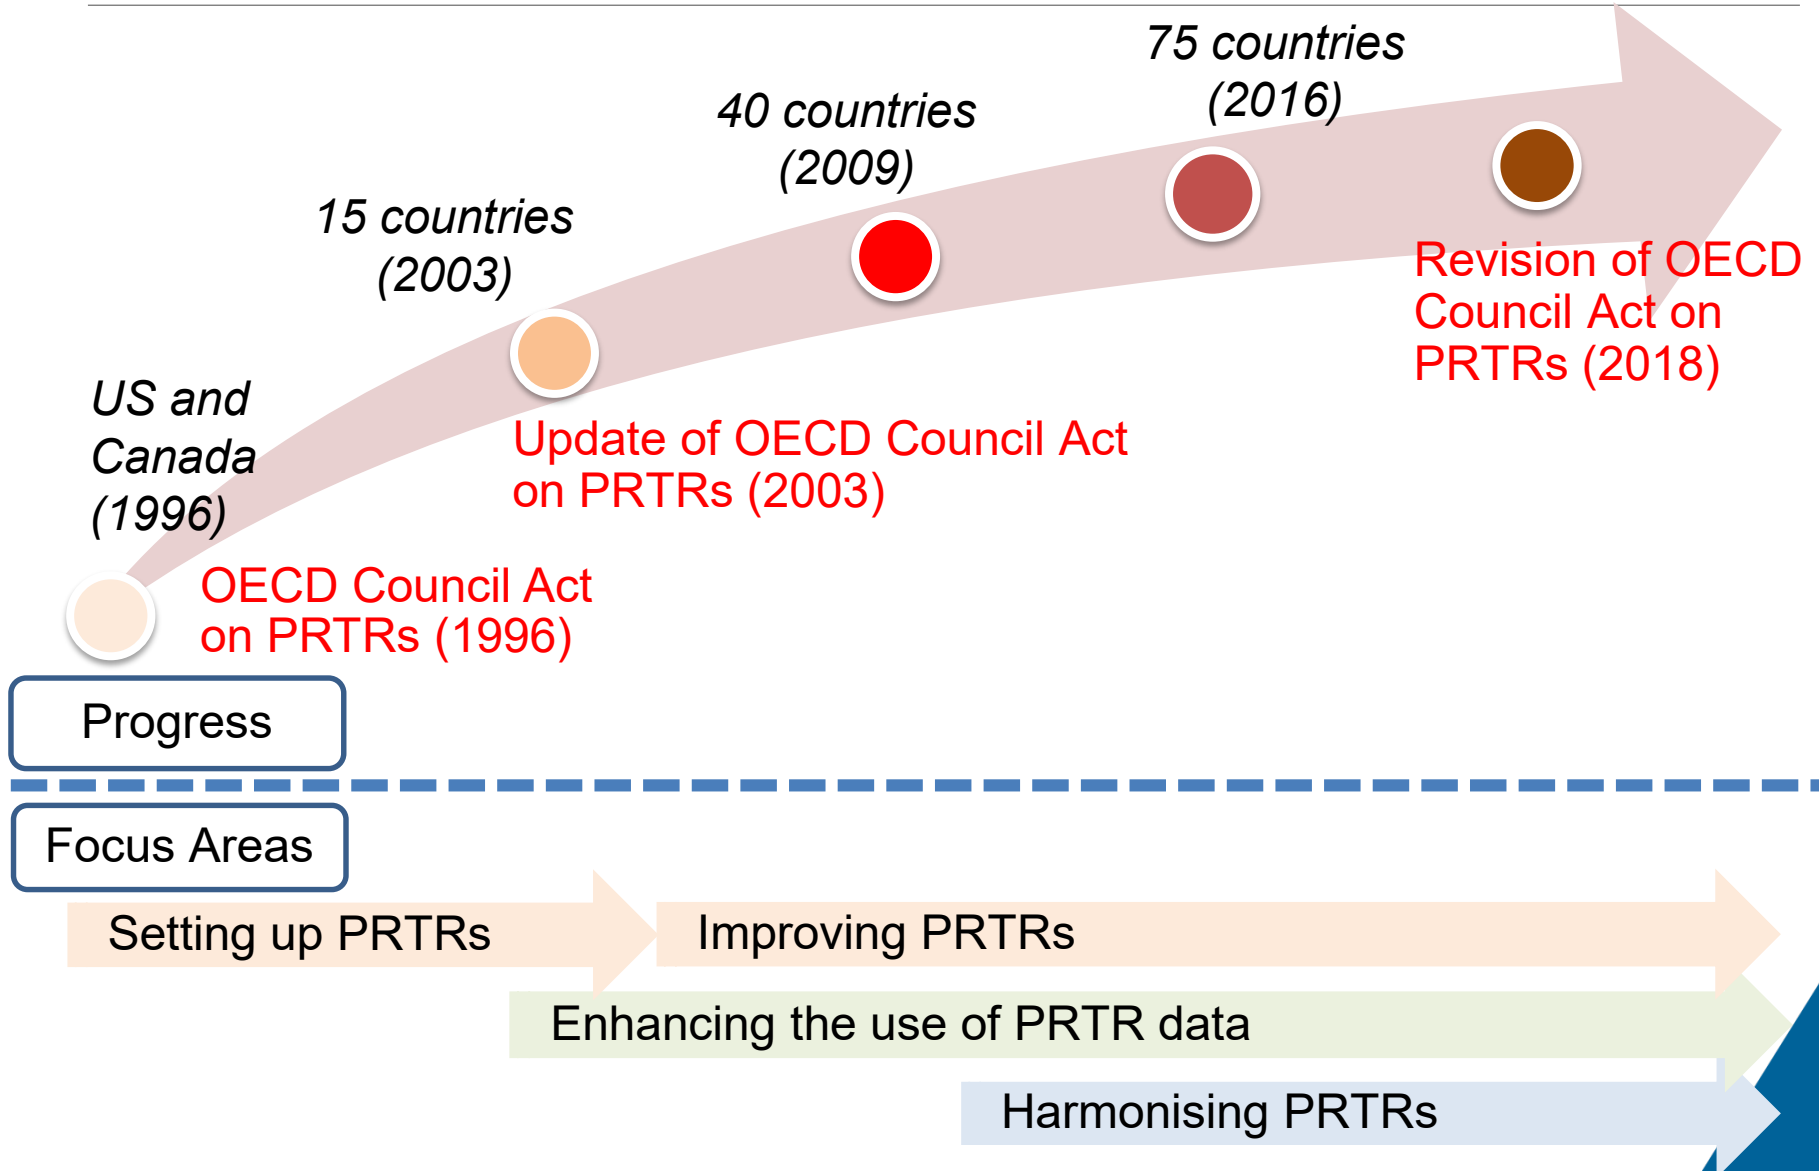 75 countries
(2016)
40 countries
(2009)
15 countries
(2003)
US and
Canada
(1996)
Revision of OECD
Council Act on
PRTRs (2018)
Update of OECD Council Act
on PRTRs (2003)
OECD Council Act
on PRTRs (1996)
Progress
Focus Areas
Setting up PRTRs
Improving PRTRs
Enhancing the use of PRTR data
Harmonising PRTRs